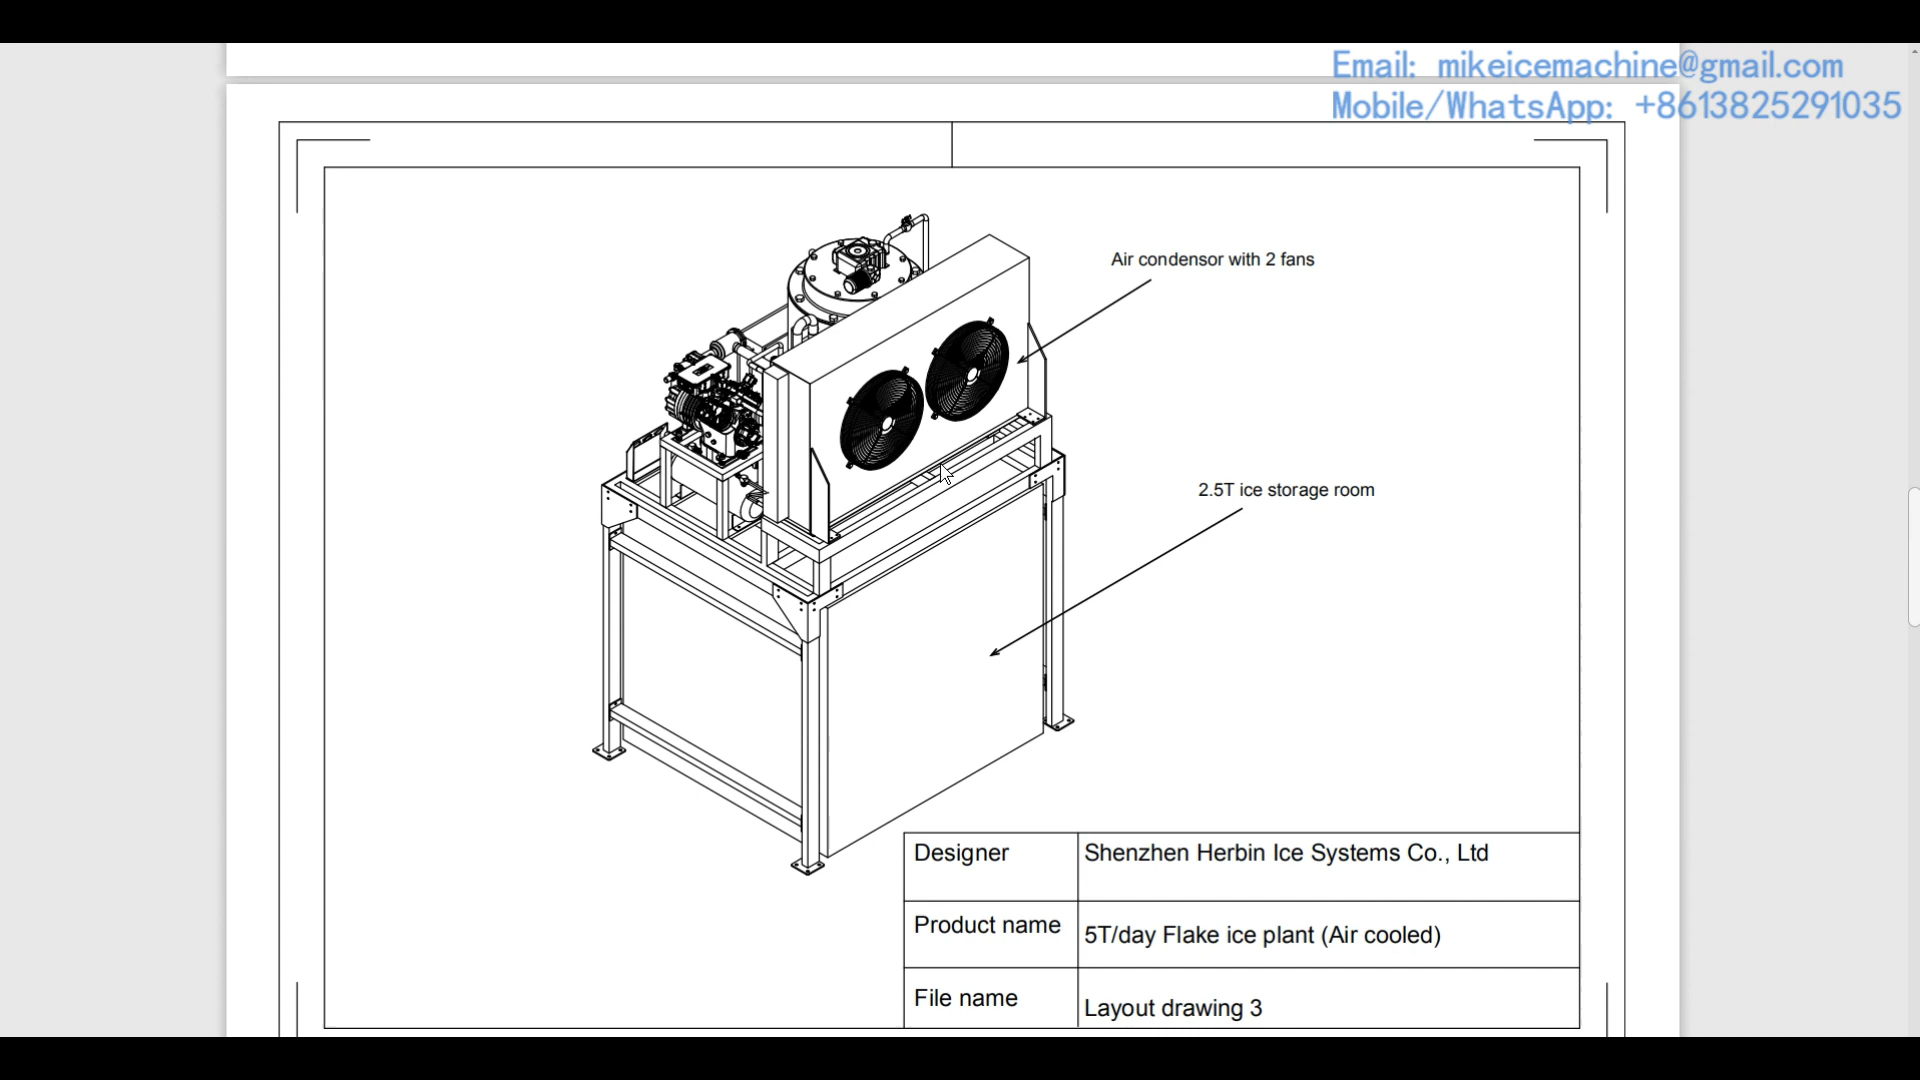 Email: mikeicemachine@gmail.com
Mobile/WhatsApp: +8613825291035
Air condensor with 2 fans
2.5T ice storage room
Designer Shenzhen Herbin Ice Systems Co., Ltd
Product name 5T/day Flake ice plant (Air cooled)
File name Layout drawing 3